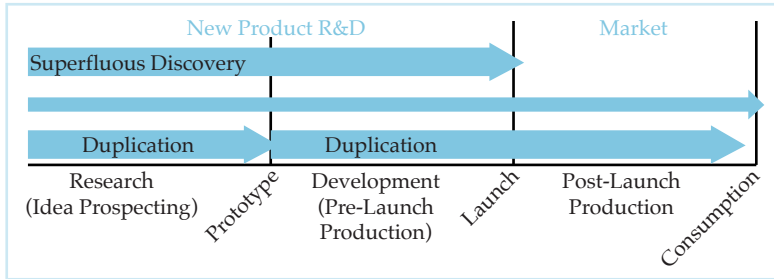 New Product R&D
Market
Superfluous Discovery
Duplication
Duplication
Research
(Idea Prospecting)
Prototype
Development
(Pre-Launch
Production)
Launch
Post-Launch
Production
Consumption